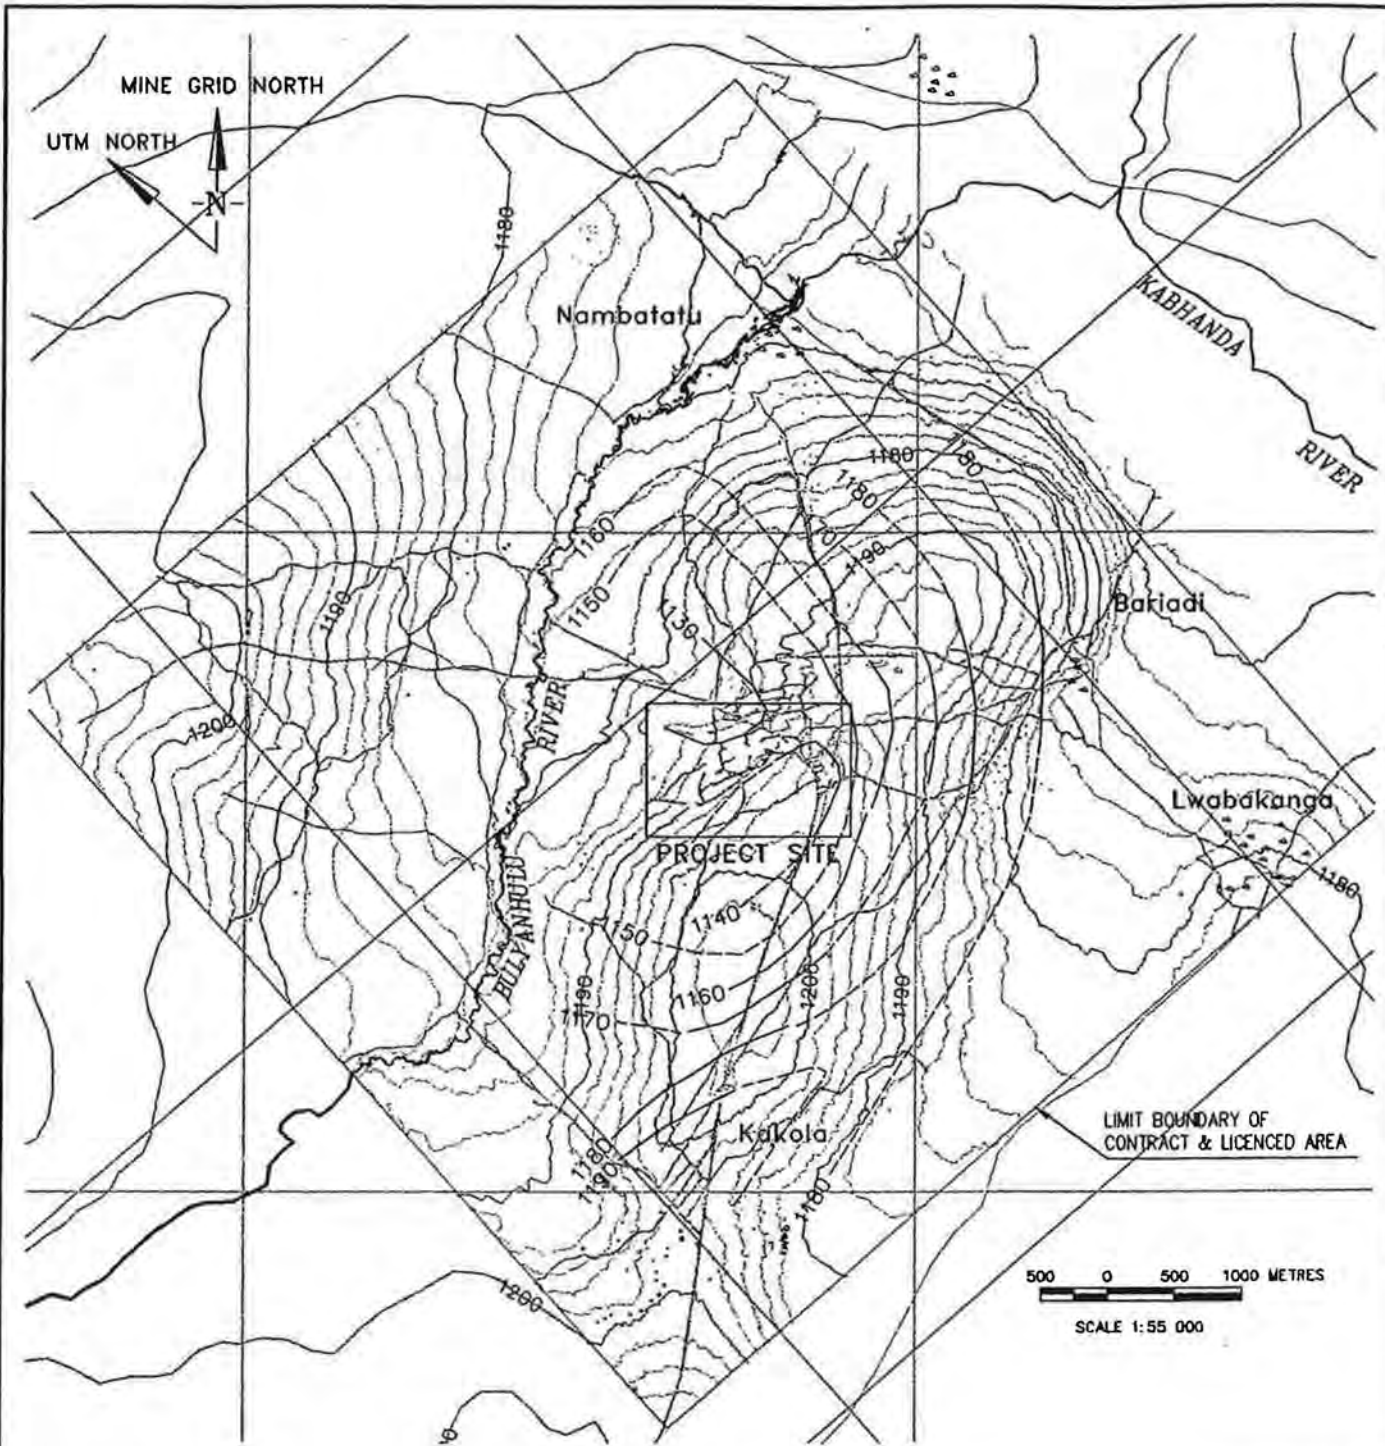 MINE GRID NORTH
UTM NORTH
N
1180
KABHANDA
RIVER
Nambatatu
1180
1180
1180
1160
1190
1150
1130
Bariadi
1190
RIVER
1200
Lwabakanga
PROJECT SITE
1180
BULYANHULU
1140
1150
1160
1200
1190
1190
1170
LIMIT BOUNDARY OF
CONTRACT & LICENCED AREA
Kakola
1180
1190
1180
500 0 500 1000 METRES
1200
SCALE 1:55 000